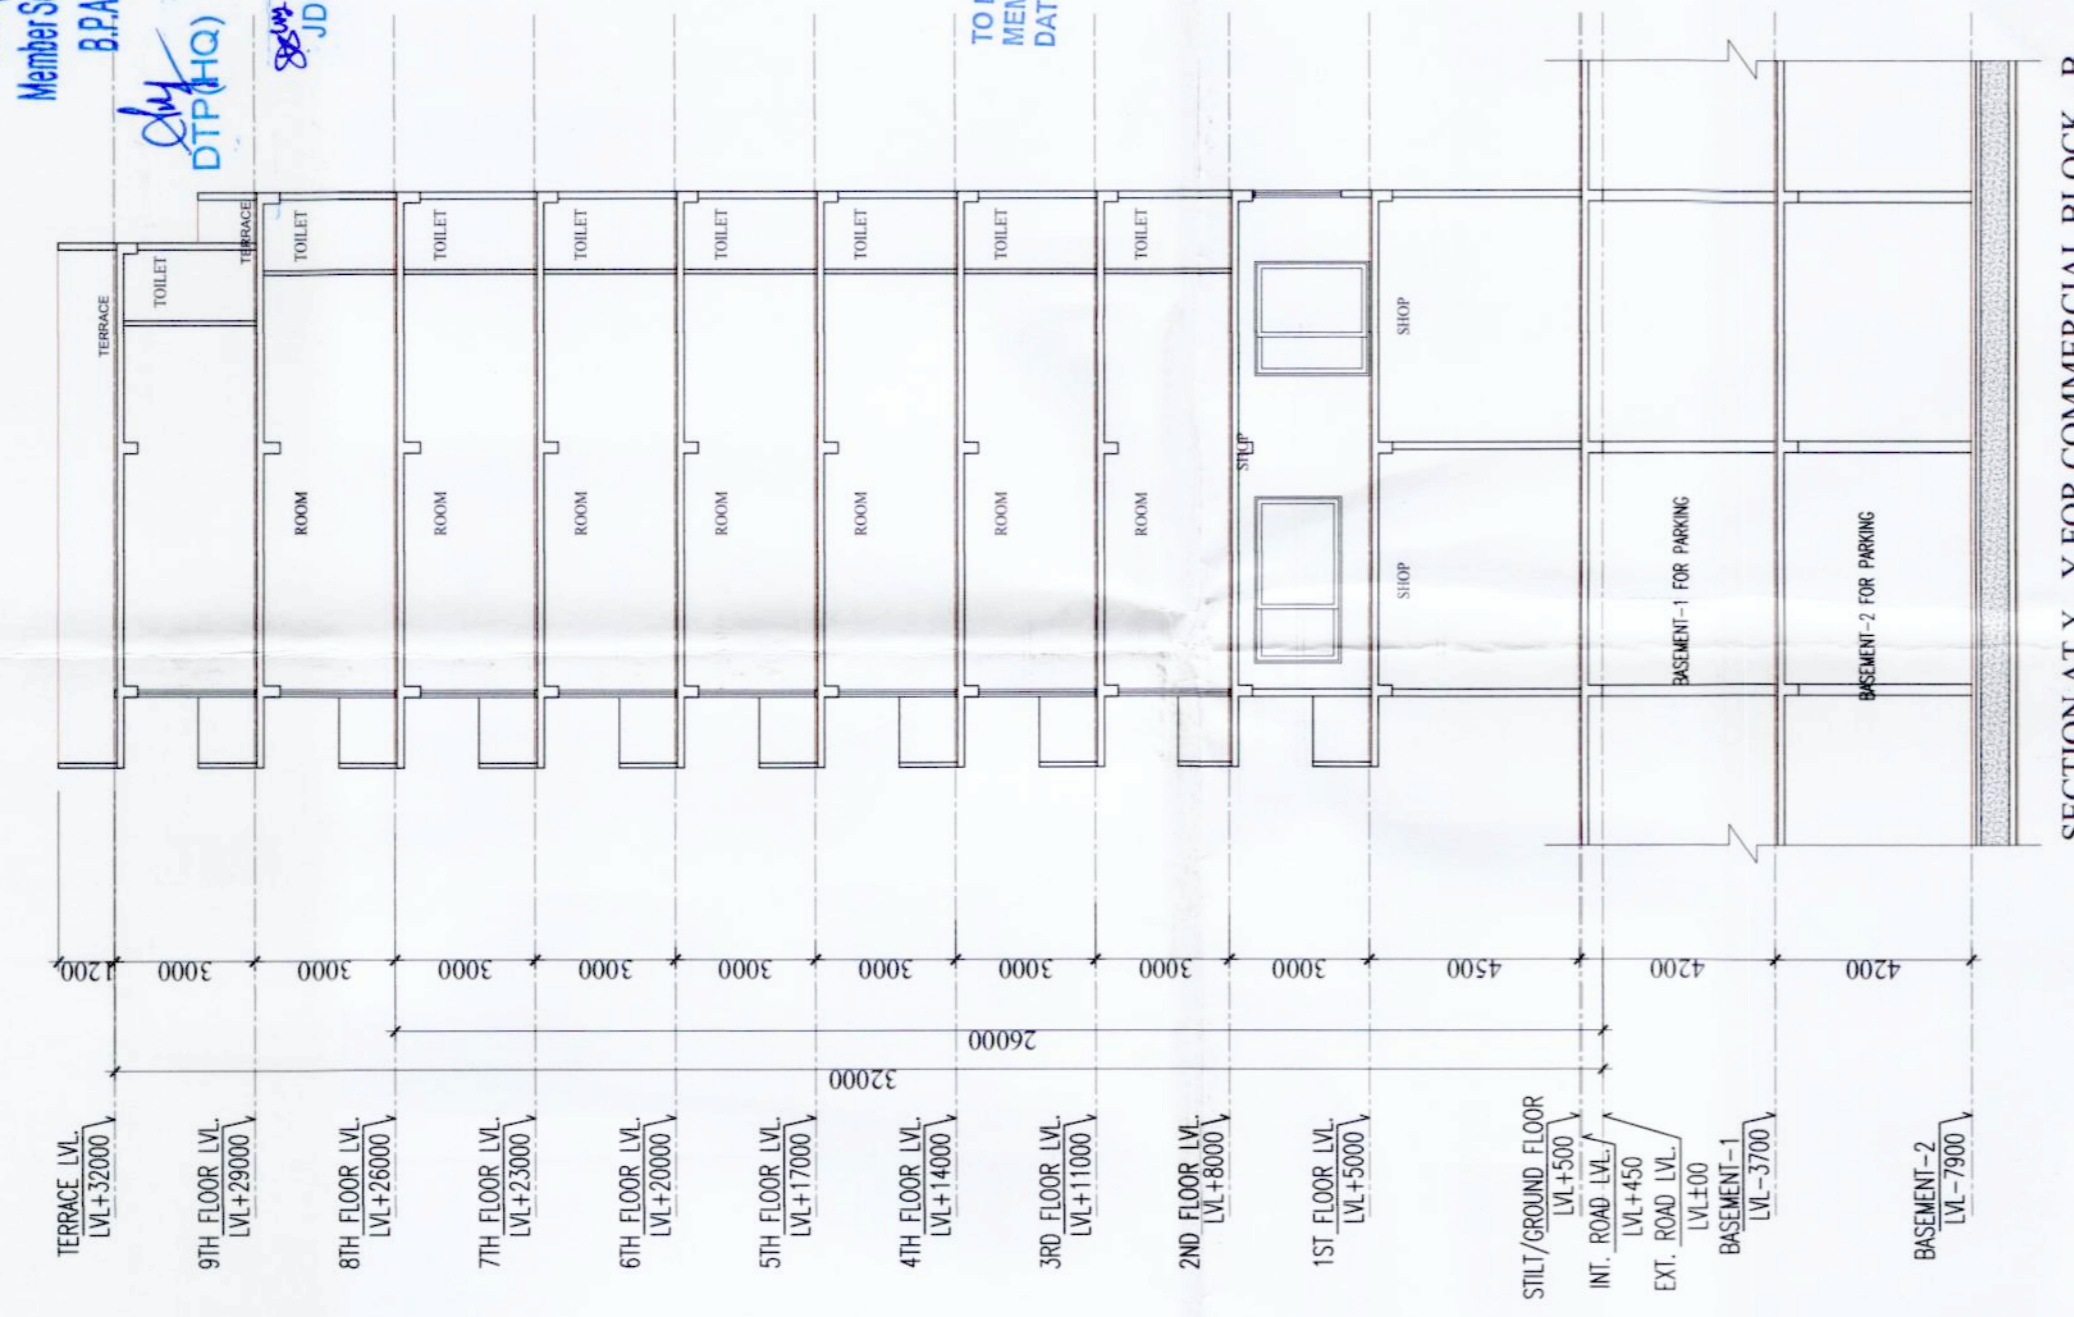 Member
B.P.A
DTP(HQ)
JD
TO
DAT
TERRACE LVL.
LVL+32000
9TH FLOOR LVL.
LVL+29000
8TH FLOOR LVL.
LVL+26000
7TH FLOOR LVL.
LVL+23000
6TH FLOOR LVL.
LVL+20000
5TH FLOOR LVL.
LVL+17000
4TH FLOOR LVL.
LVL+14000
3RD FLOOR LVL.
LVL+11000
2ND FLOOR LVL.
LVL+8000
1ST FLOOR LVL.
LVL+5000
STILT/GROUND FLOOR
LVL+500
INT. ROAD LVL.
LVL+450
EXT. ROAD LVL.
LVL±00
BASEMENT-1
LVL-3700
BASEMENT-2
LVL-7900
32000
26000
1200
3000
3000
3000
3000
3000
3000
3000
3000
3000
4500
4200
4200
TERRACE
TOILET
TERRACE
ROOM
TOILET
ROOM
TOILET
ROOM
TOILET
ROOM
TOILET
ROOM
TOILET
ROOM
TOILET
ROOM
TOILET
SHOP
SHOP
SHOP
BASEMENT-1 FOR PARKING
BASEMENT-2 FOR PARKING
SECTION AT X - Y FOR COMMERCIAL BLOCK - B